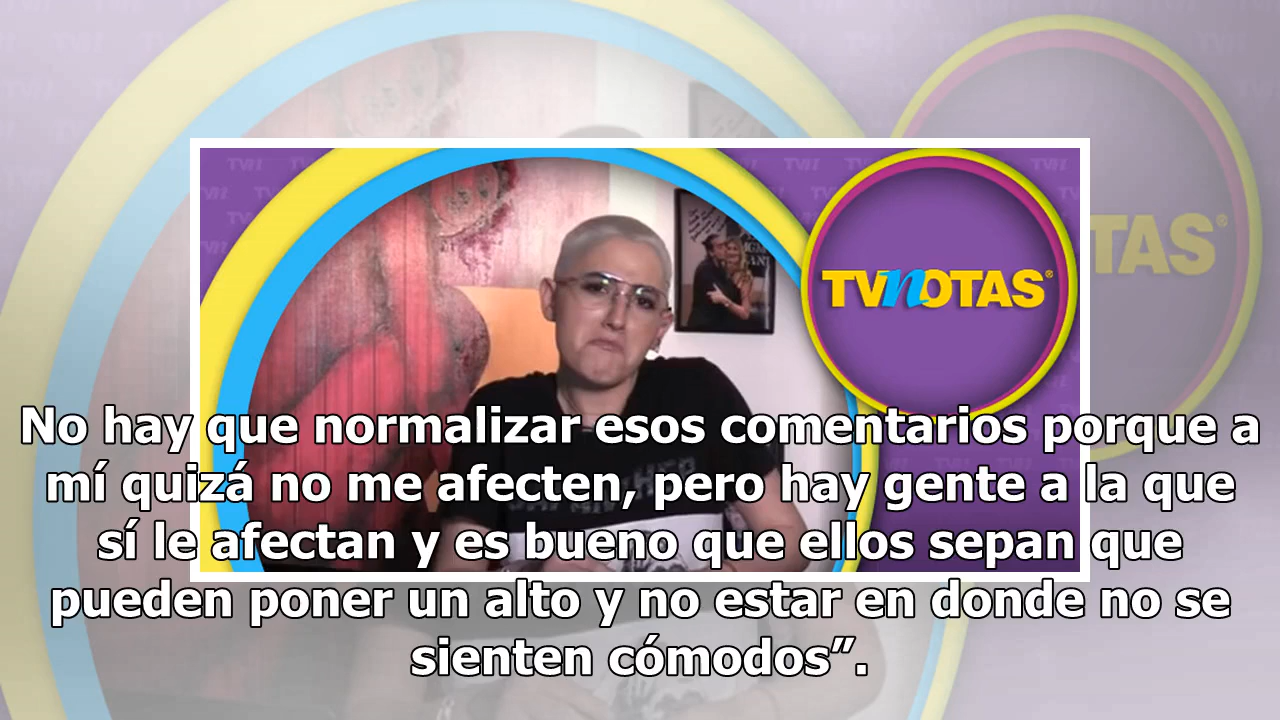 TVNOTAS®
TAS®
No hay que normalizar esos comentarios porque a
mí quizá no me afecten, pero hay gente a la que
sí le afectan y es bueno que ellos sepan que
pueden poner un alto y no estar en donde no se
sienten cómodos”.